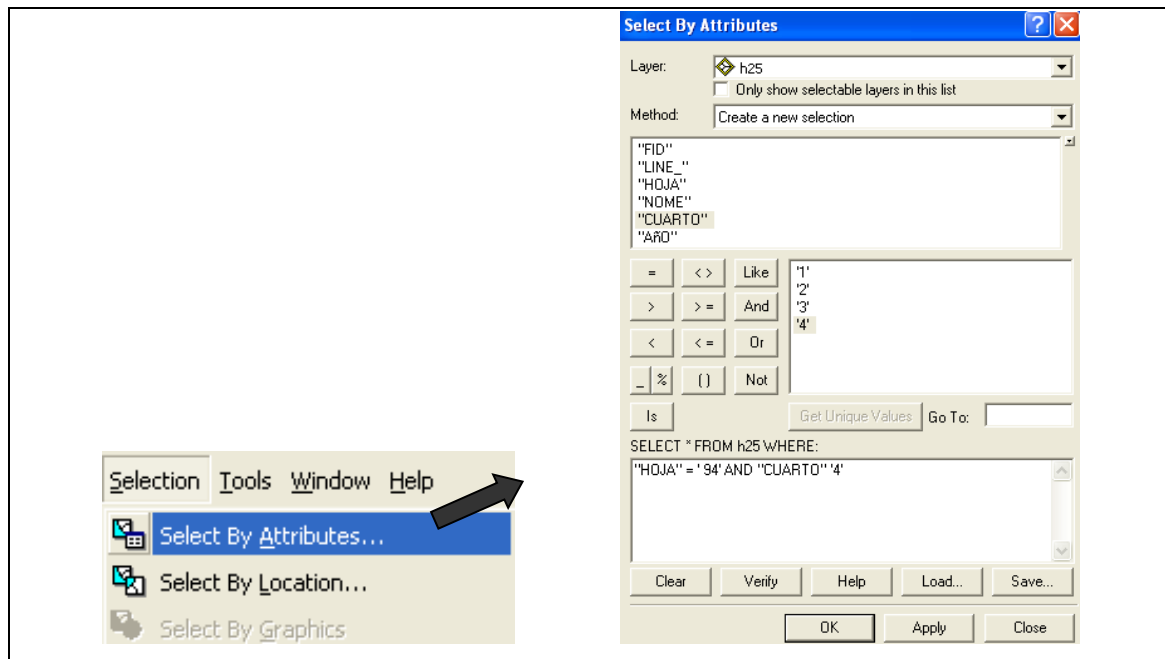 Selection Tools Window Help
Select By Attributes...
Select By Location...
Select By Graphics
Select By Attributes
Layer: h25
Only show selectable layers in this list
Method: Create a new selection
"FID"
"LINE_"
"HOJA"
"NOME"
"CUARTO"
"AñO"
= <> Like
> >= And
< <= Or
_ % () Not
Is
'1'
'2'
'3'
'4'
Get Unique Values Go To:
SELECT * FROM h25 WHERE:
"HOJA" = ' 94' AND "CUARTO" '4'
Clear Verify Help Load... Save...
OK Apply Close